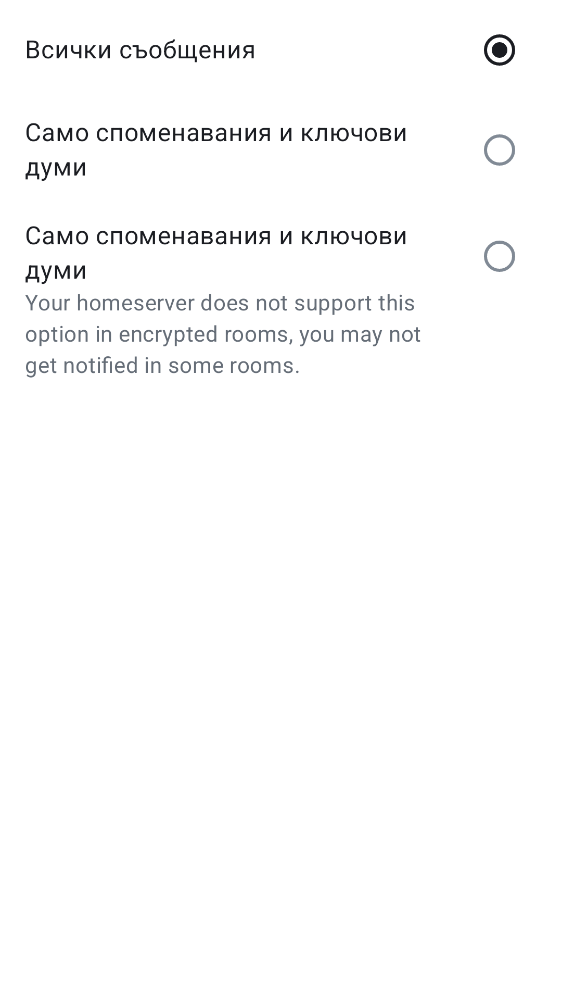 Всички съобщения
Само споменавания и ключови
думи
Само споменавания и ключови
думи
Your homeserver does not support this
option in encrypted rooms, you may not
get notified in some rooms.